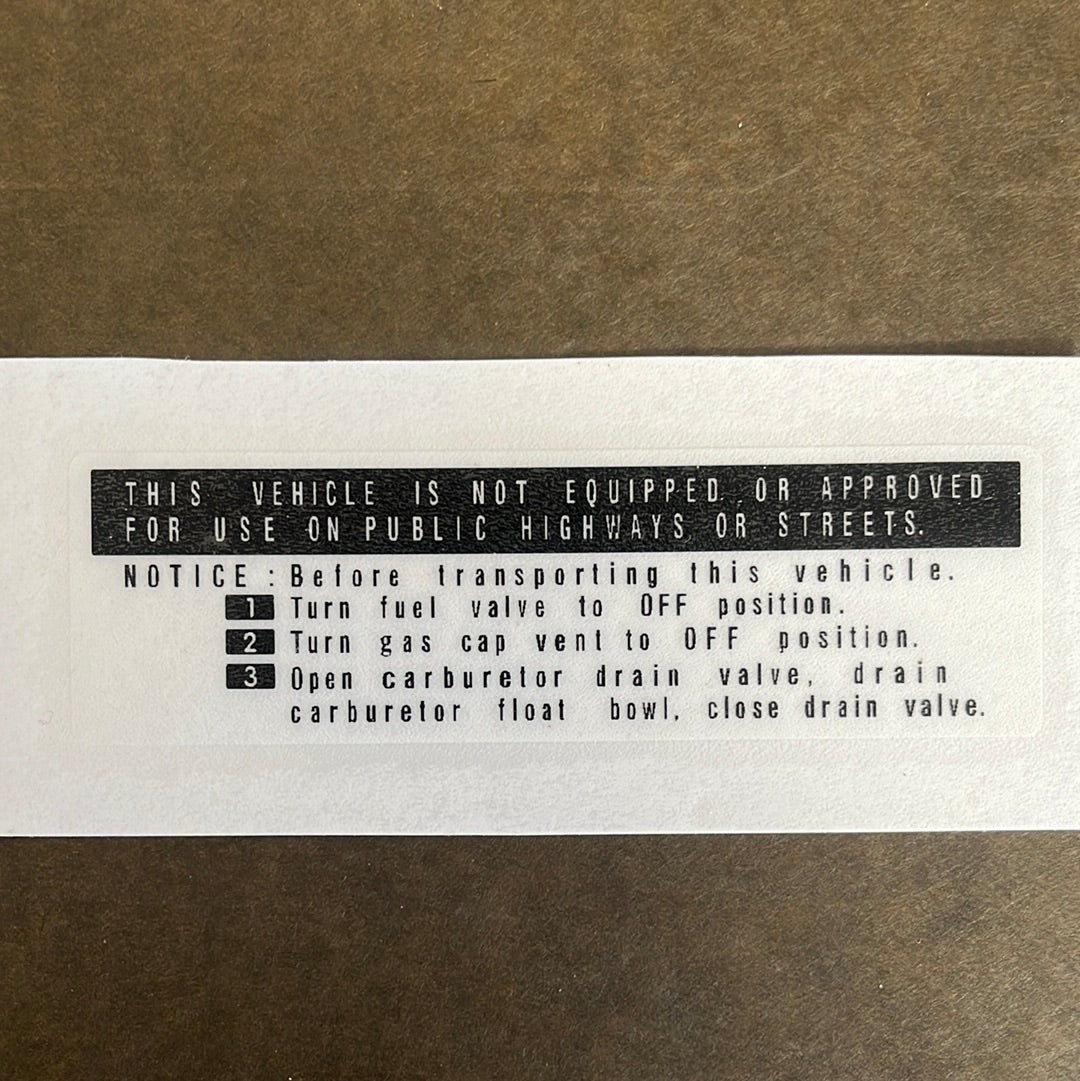 THIS VEHICLE IS NOT EQUIPPED OR APPROVED
FOR USE ON PUBLIC HIGHWAYS OR STREETS.
NOTICE : Before transporting this vehicle.
1 Turn fuel valve to OFF position.
2 Turn gas cap vent to OFF position.
3 Open carburetor drain valve, drain
carburetor float bowl, close drain valve.